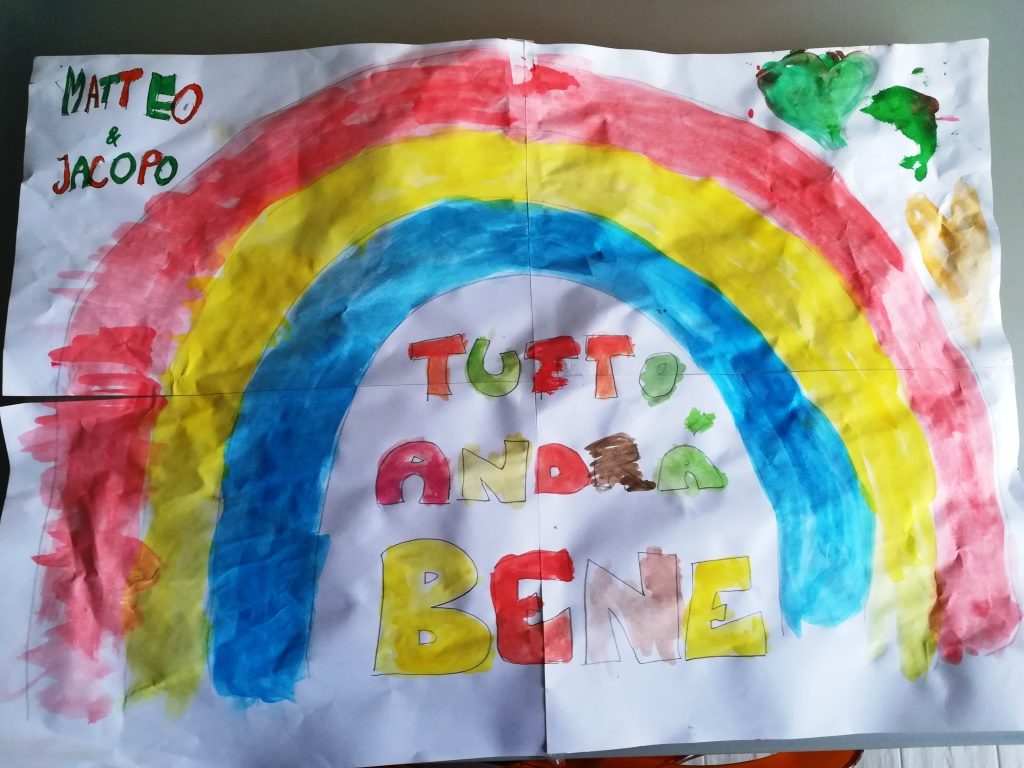 MATTEO
&
JACOPO
TUTTO
ANDRÀ
BENE